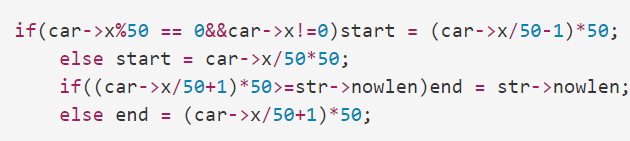 if(car->x%50 == 0&&car->x!=0)start = (car->x/50-1)*50;
else start = car->x/50*50;
if((car->x/50+1)*50>=str->nowlen)end = str->nowlen;
else end = (car->x/50+1)*50;